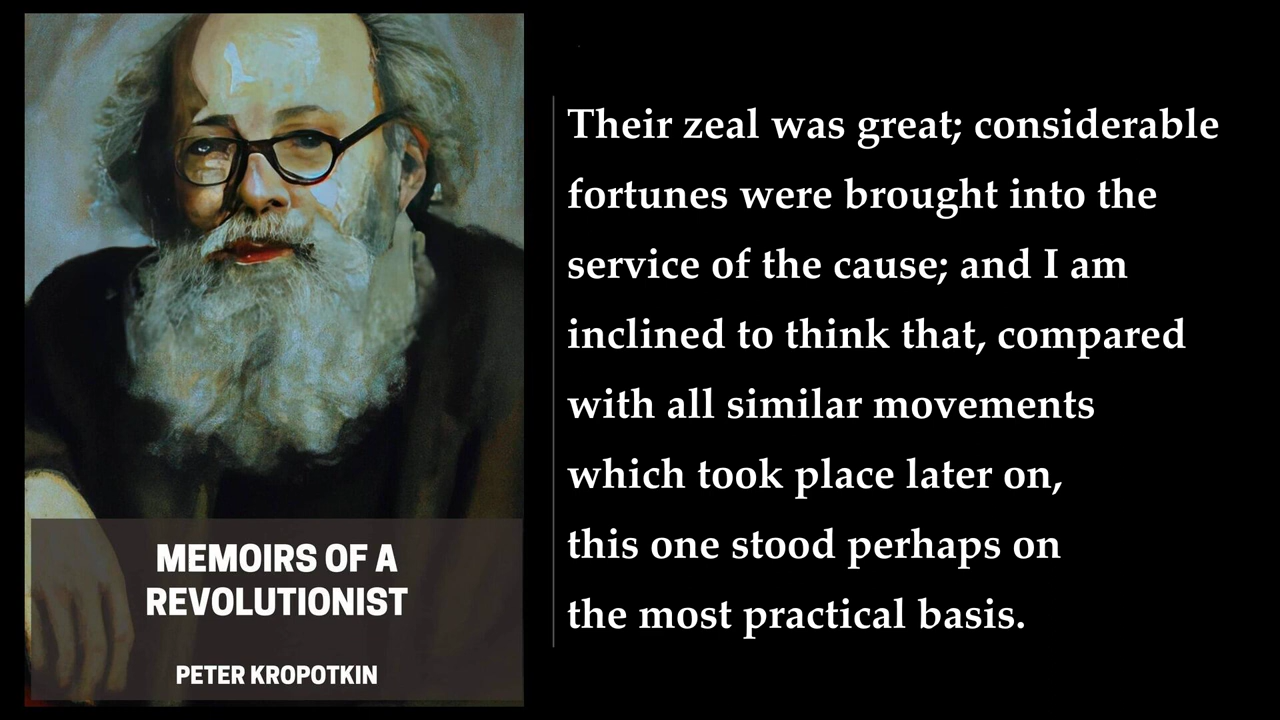 MEMOIRS OF A
REVOLUTIONIST
PETER KROPOTKIN
Their zeal was great; considerable
fortunes were brought into the
service of the cause; and I am
inclined to think that, compared
with all similar movements
which took place later on,
this one stood perhaps on
the most practical basis.